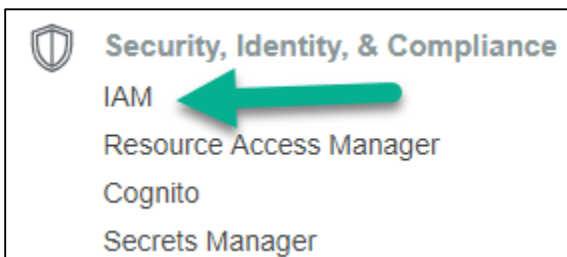 Security, Identity, & Compliance
IAM
Resource Access Manager
Cognito
Secrets Manager